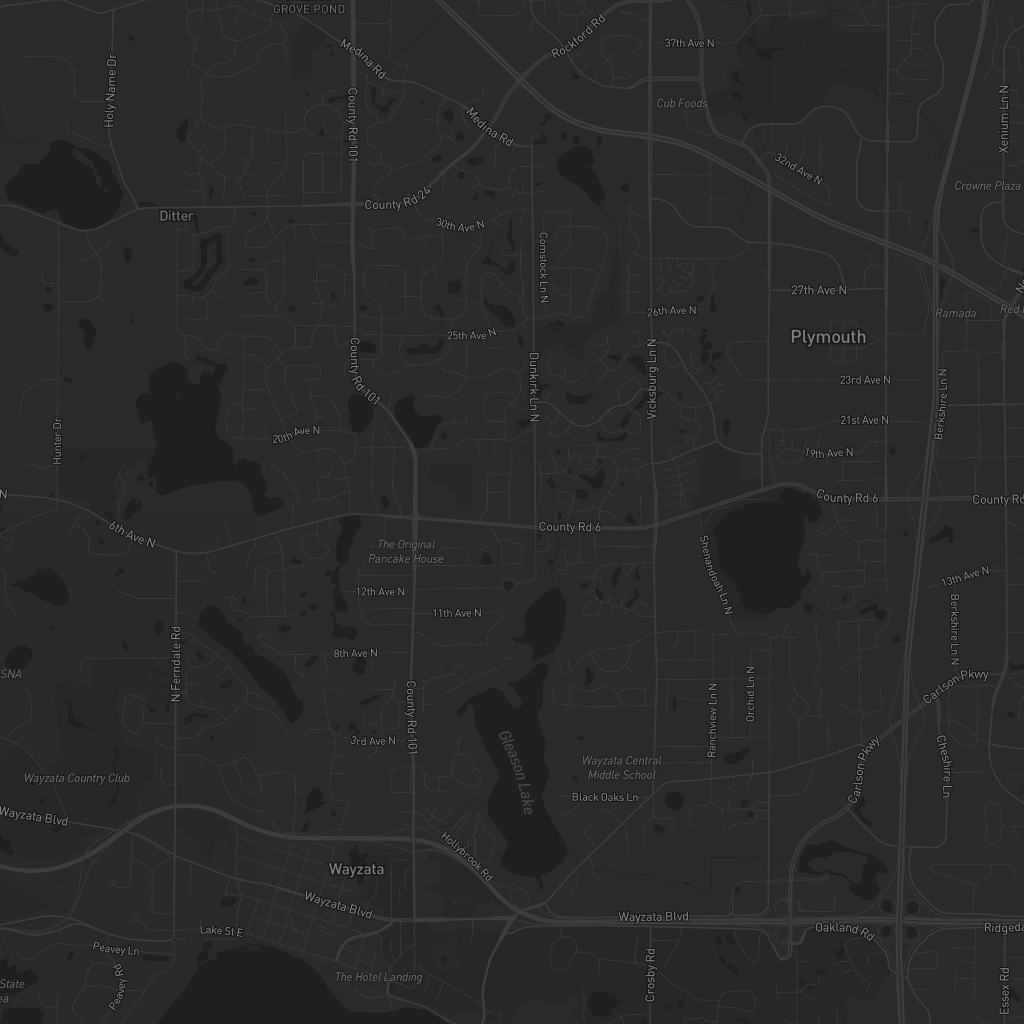 GROVE POND
Medina Rd
Rockford Rd
37th Ave N
Holy Name Dr
County Rd 101
Cub Foods
Xenium Ln N
Medina Rd
32nd Ave N
Crowne Plaza
County Rd 24
Ditter
30th Ave N
Comstock Ln N
27th Ave N
26th Ave N
Ramada
Red
25th Ave N
Plymouth
County Rd 101
Dunkirk Ln N
Vicksburg Ln N
23rd Ave N
Berkshire Ln N
21st Ave N
Hunter Dr
20th Ave N
19th Ave N
N
County Rd 6
County Rd
6th Ave N
County Rd 6
The Original
Pancake House
Shenandoah Ln N
13th Ave N
12th Ave N
11th Ave N
Berkshire Ln N
8th Ave N
N Ferndale Rd
SNA
Carlson Pkwy
Orchid Ln N
Ranchview Ln N
County Rd 101
3rd Ave N
Gleason Lake
Wayzata Central
Middle School
Carlson Pkwy
Cheshire Ln
Wayzata Country Club
Black Oaks Ln
Wayzata Blvd
Hollybrook Rd
Wayzata
Wayzata Blvd
Wayzata Blvd
Lake St E
Oakland Rd
Ridgeda
Peavey Ln
Peavey Rd
The Hotel Landing
Crosby Rd
Essex Rd
State
ea